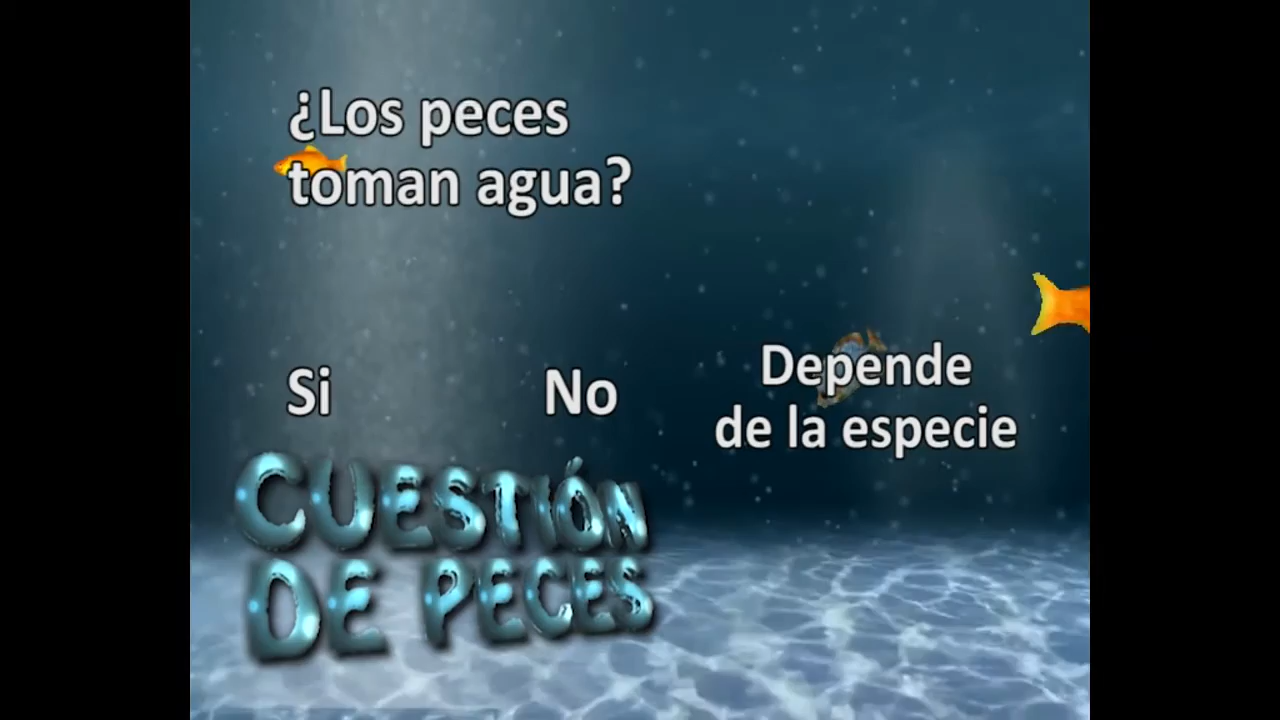 ¿Los peces
toman agua?
Si
No
Depende
de la especie
CUESTIÓN
DE PECES